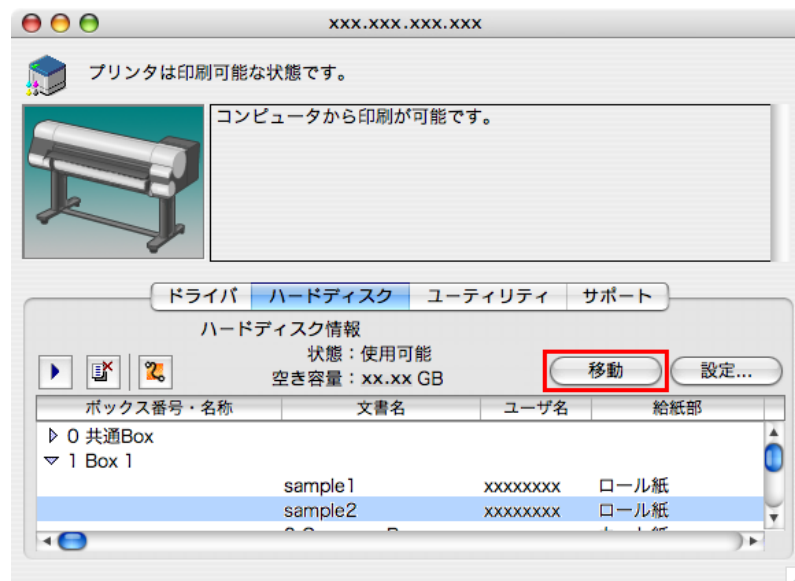 xxx.xxx.xxx.xxx
プリンタは印刷可能な状態です。
コンピュータから印刷が可能です。
ドライバ ハードディスク ユーティリティ サポート
ハードディスク情報
状態：使用可能
空き容量：xx.xx GB
移動 設定...
ボックス番号・名称 文書名 ユーザ名 給紙部
0 共通Box
1 Box 1
sample1 xxxxxxxx ロール紙
sample2 xxxxxxxx ロール紙